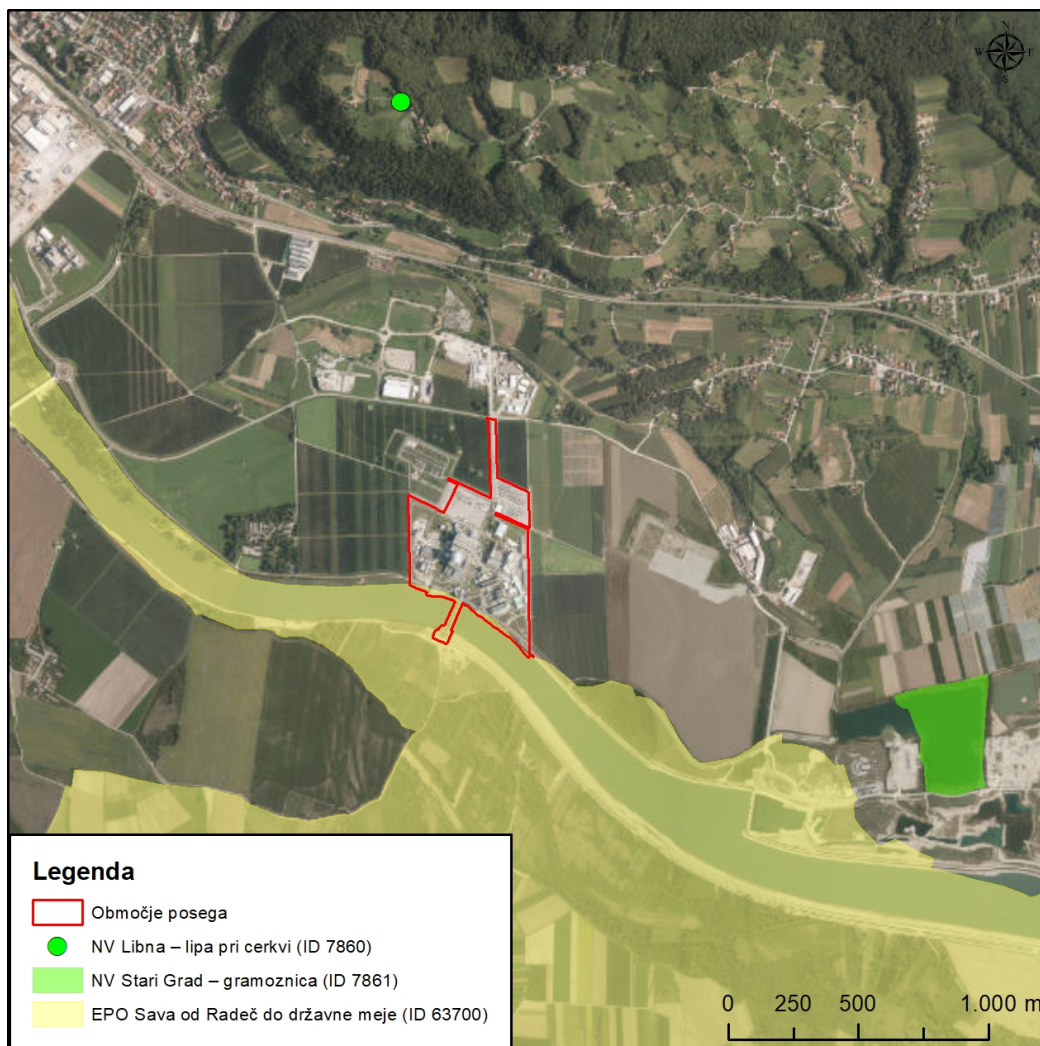 N
W E
S
Legenda
Območje posega
NV Libna – lipa pri cerkvi (ID 7860)
NV Stari Grad – gramoznica (ID 7861)
EPO Sava od Radeč do državne meje (ID 63700)
0 250 500 1.000 m